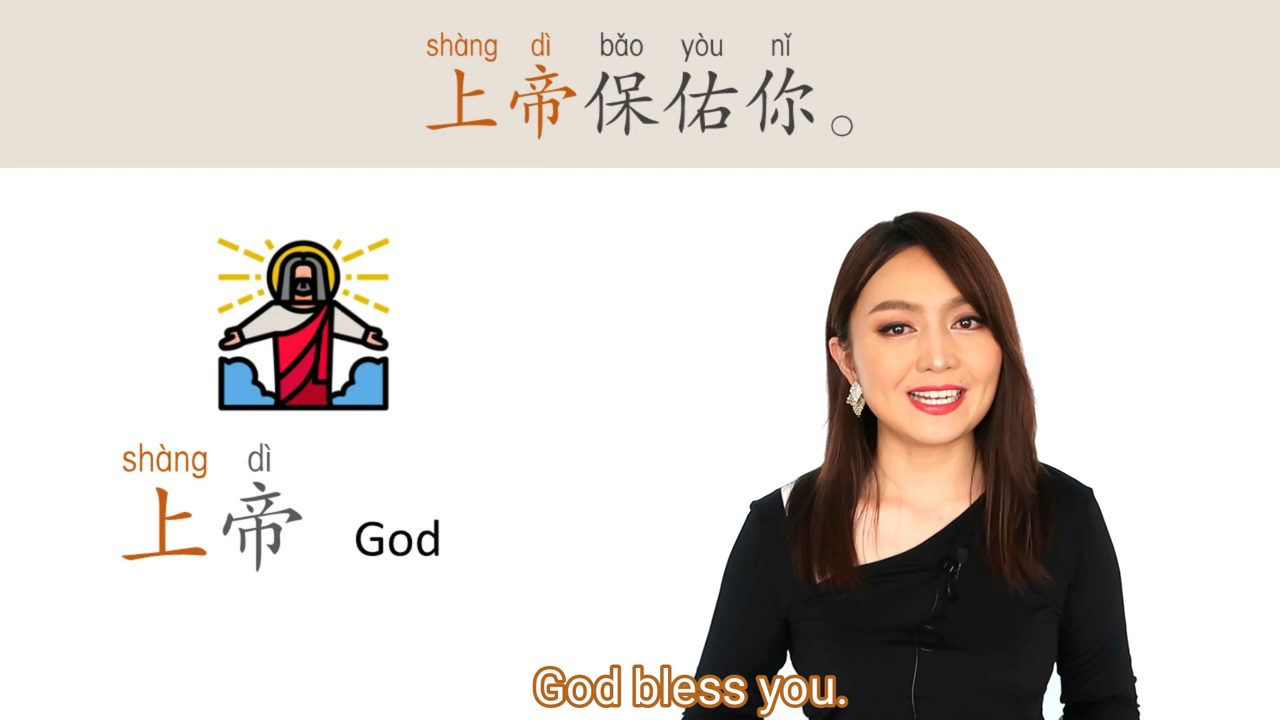 shàng dì bǎo yòu nǐ
上帝保佑你。
shàng dì
上帝 God
God bless you.